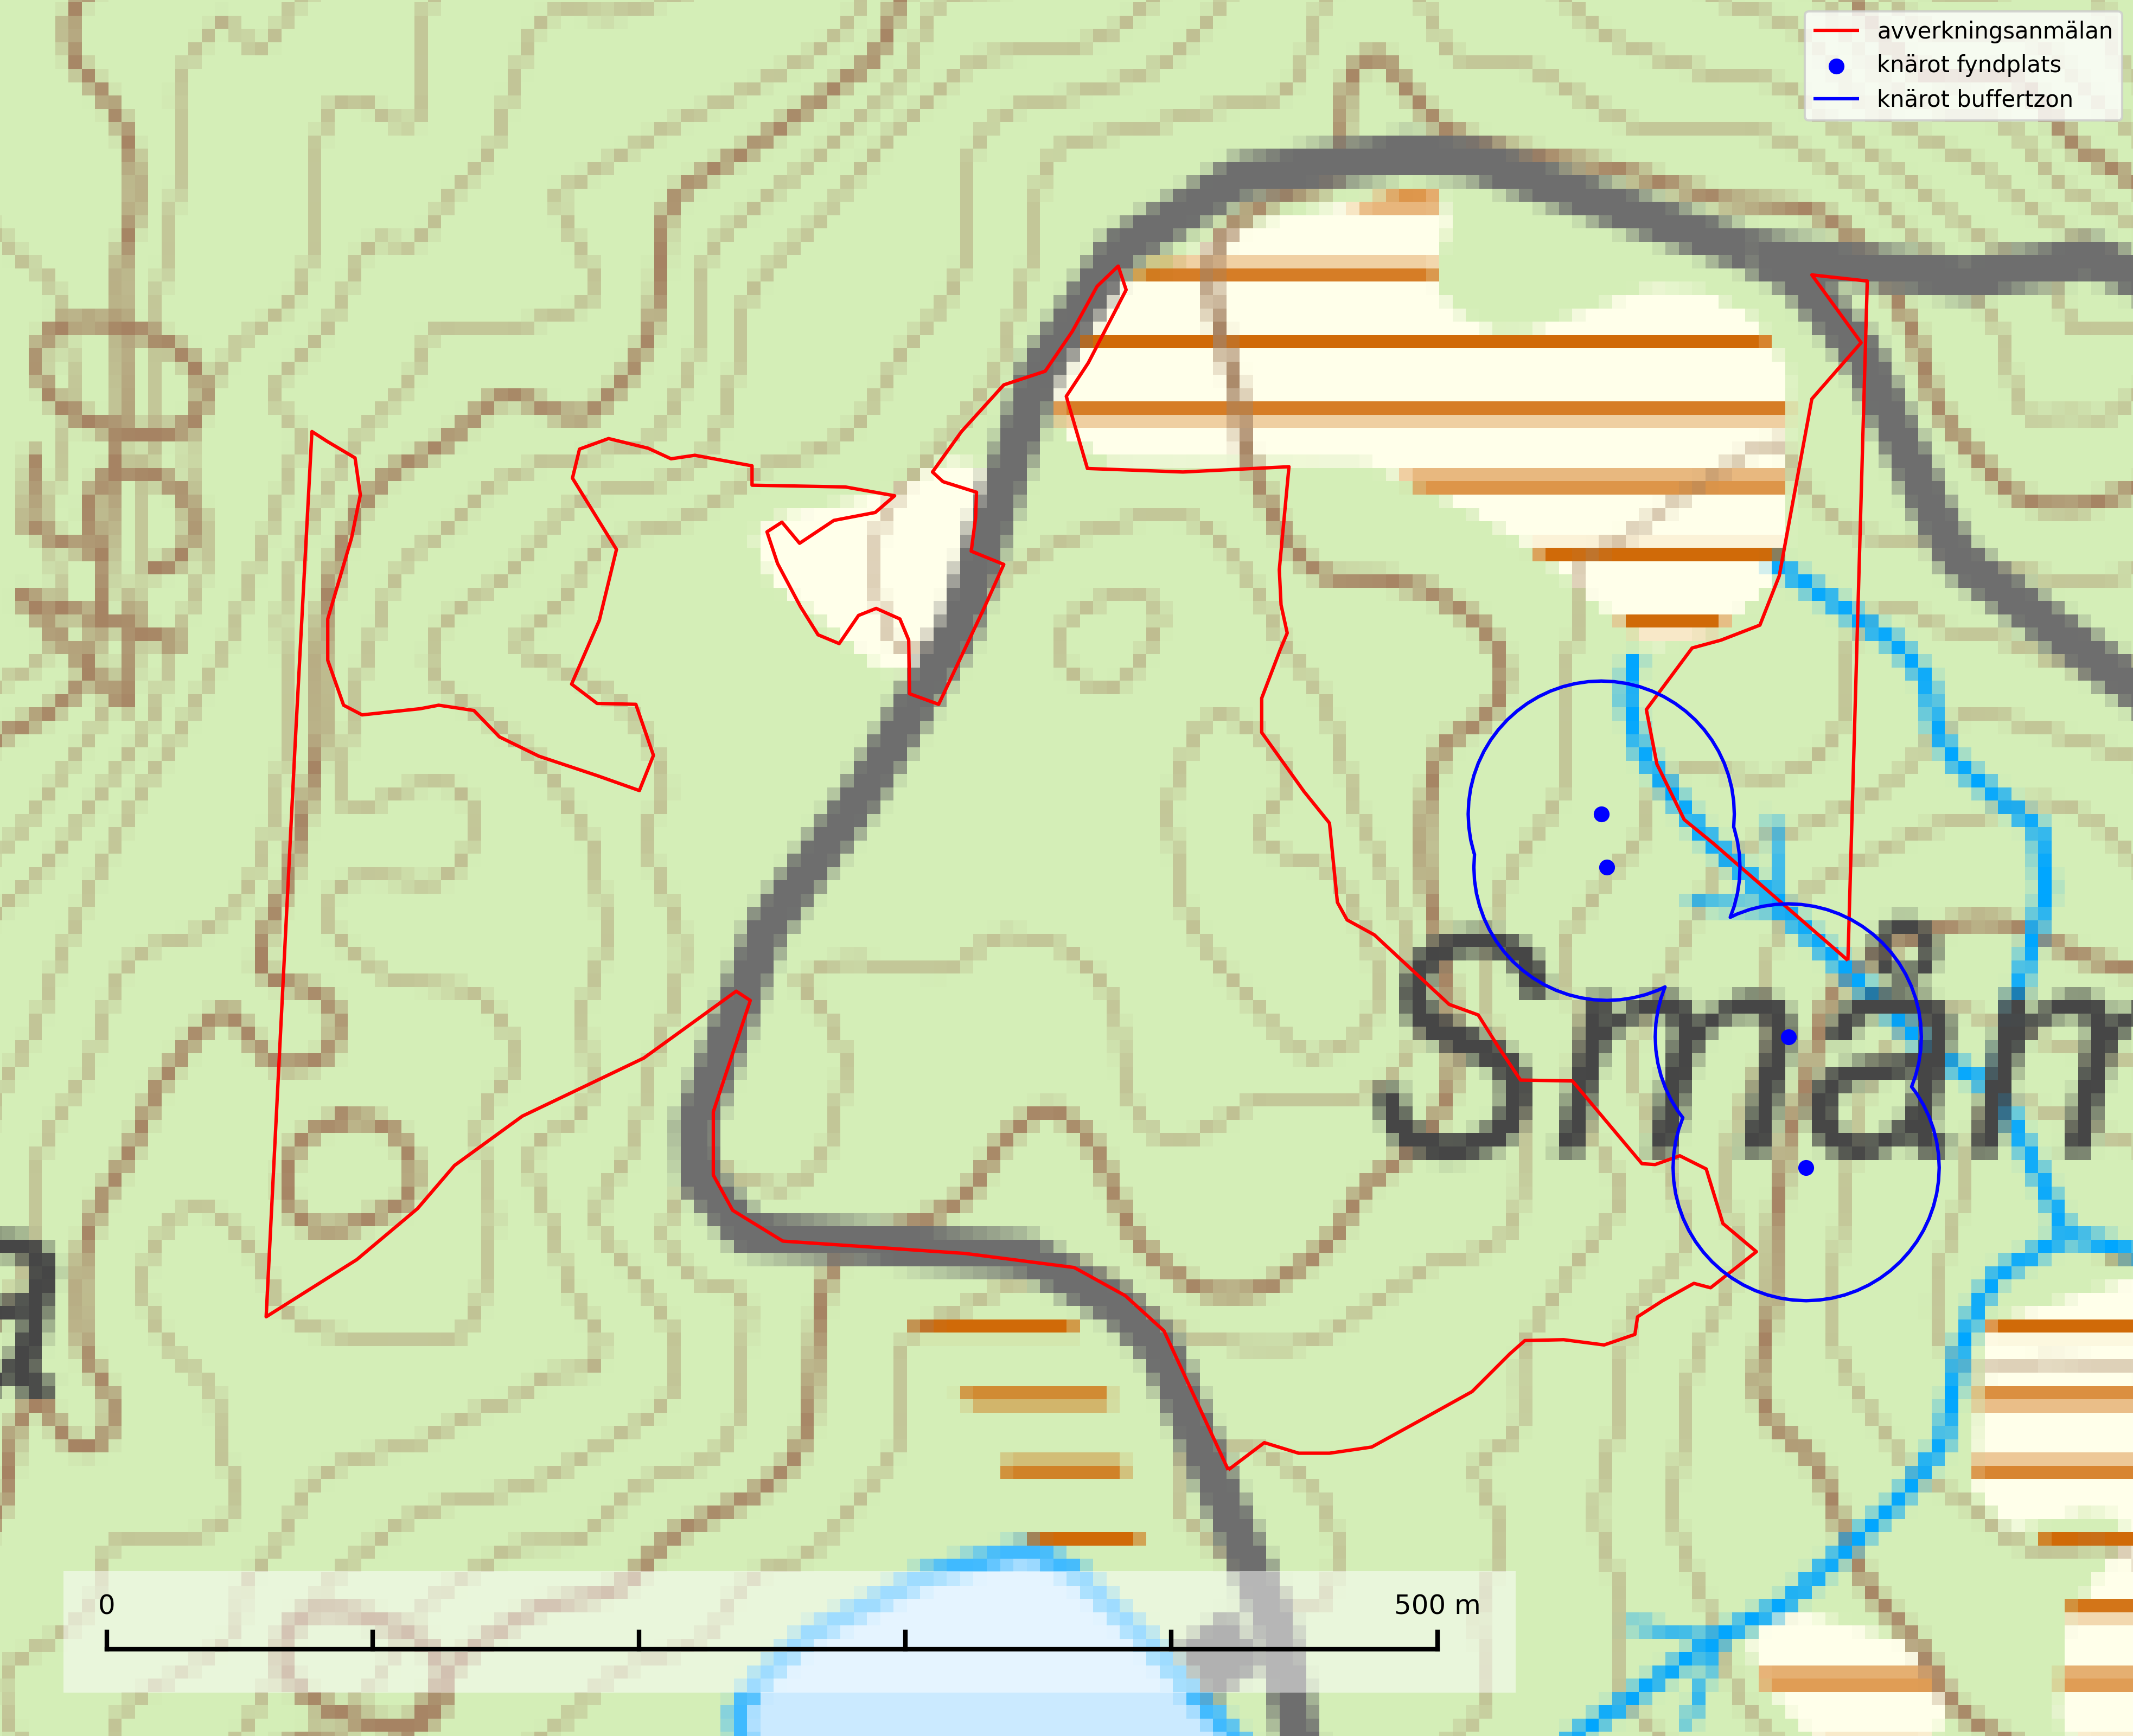 avverkningsanmälan
knärot fyndplats
knärot buffertzon
Smån
0 500 m